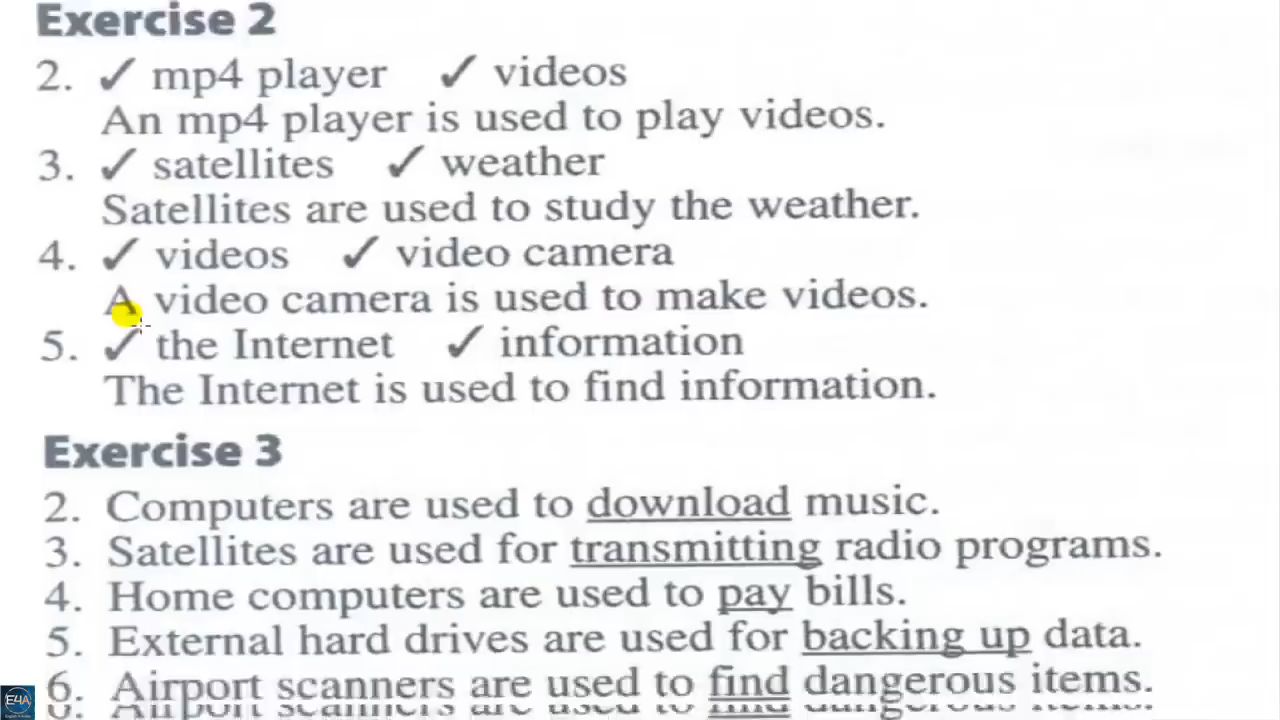 Exercise 2
2. ✓ mp4 player ✓ videos
An mp4 player is used to play videos.
3. ✓ satellites ✓ weather
Satellites are used to study the weather.
4. ✓ videos ✓ video camera
A video camera is used to make videos.
5. ✓ the Internet ✓ information
The Internet is used to find information.
Exercise 3
2. Computers are used to download music.
3. Satellites are used for transmitting radio programs.
4. Home computers are used to pay bills.
5. External hard drives are used for backing up data.
6. Airport scanners are used to find dangerous items.
E4A